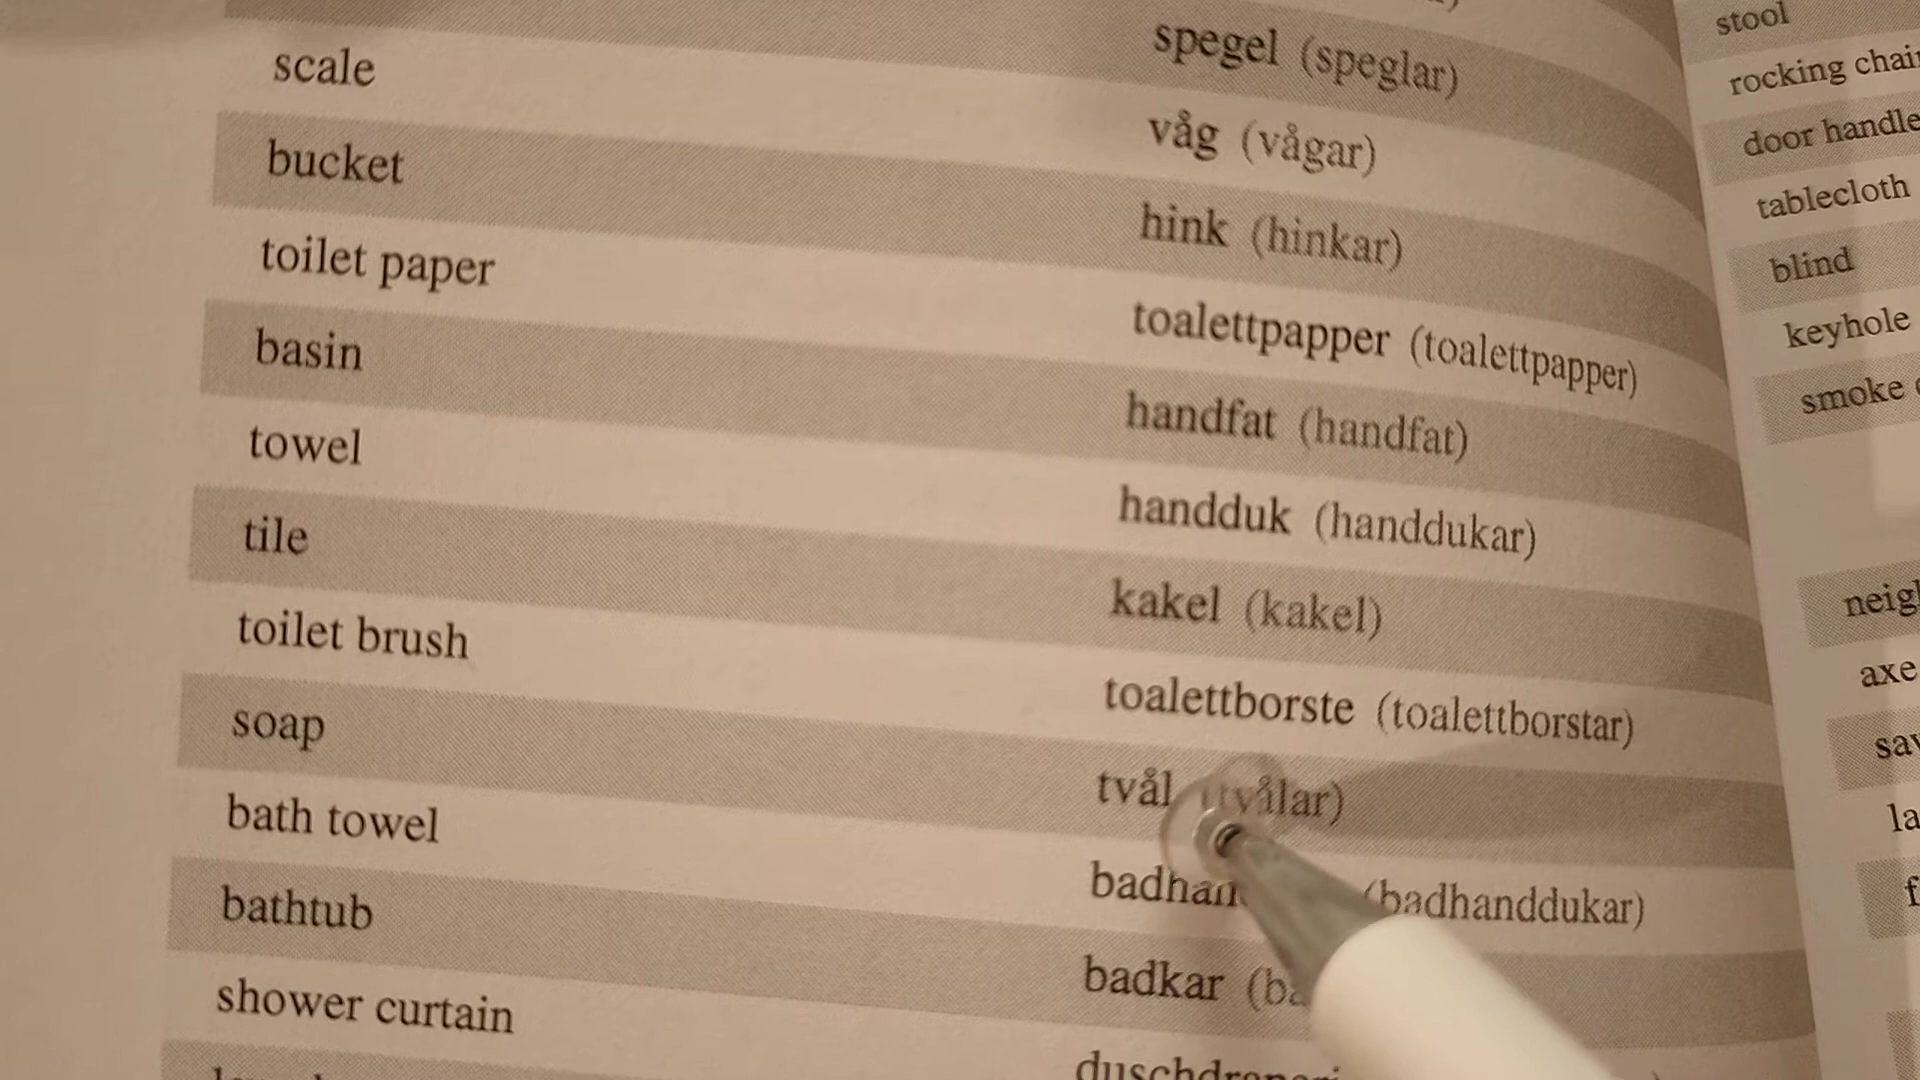 scale
bucket
toilet paper
basin
towel
tile
toilet brush
soap
bath towel
bathtub
shower curtain
spegel (speglar)
våg (vågar)
hink (hinkar)
toalettpapper (toalettpapper)
handfat (handfat)
handduk (handdukar)
kakel (kakel)
toalettborste (toalettborstar)
tvål (tvålar)
(badhanddukar)
badkar
stool
rocking chair
door handle
tablecloth
blind
keyhole
smoke
axe